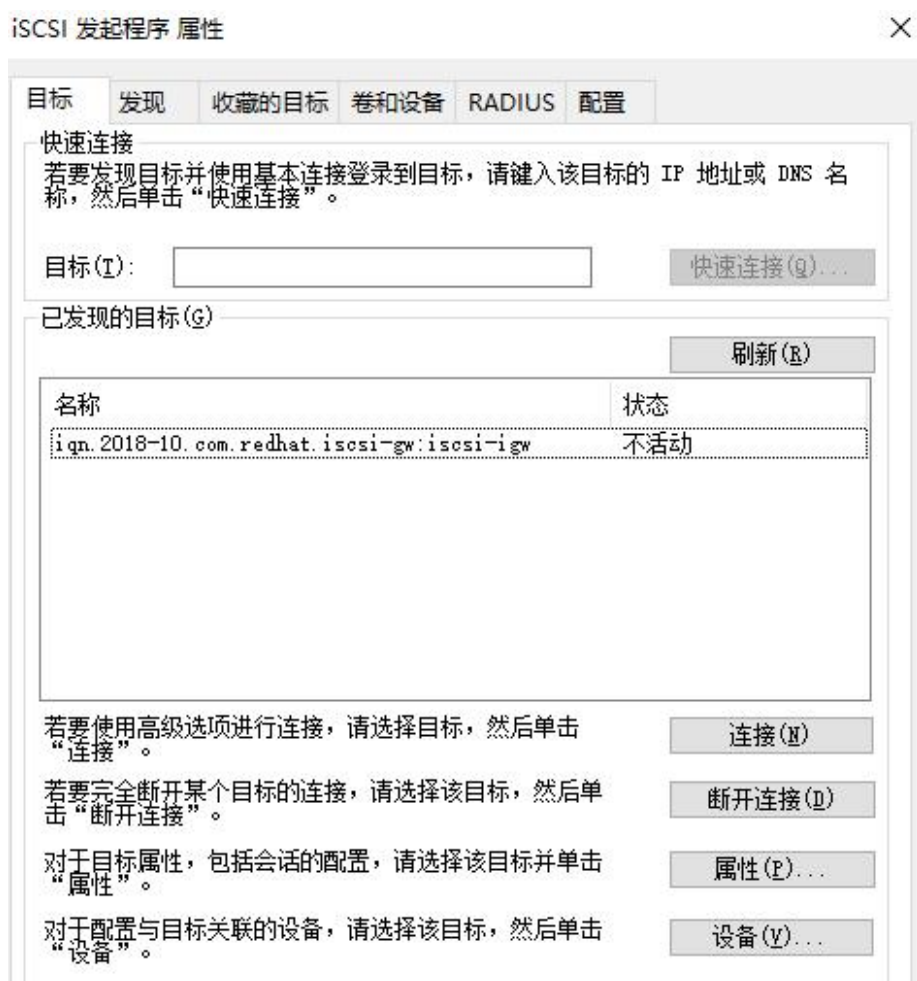 iSCSI 发起程序 属性
目标 发现 收藏的目标 卷和设备 RADIUS 配置
快速连接
若要发现目标并使用基本连接登录到目标，请键入该目标的 IP 地址或 DNS 名
称，然后单击“快速连接”。
目标(T): 快速连接(Q)...
已发现的目标(G)
刷新(R)
名称 状态
iqn.2018-10.com.redhat.iscsi-gw:iscsi-igw 不活动
若要使用高级选项进行连接，请选择目标，然后单击
“连接”。
连接(N)
若要完全断开某个目标的连接，请选择该目标，然后单
击“断开连接”。
断开连接(D)
对于目标属性，包括会话的配置，请选择该目标并单击
“属性”。
属性(P)...
对于配置与目标关联的设备，请选择该目标，然后单击
“设备”。
设备(V)...